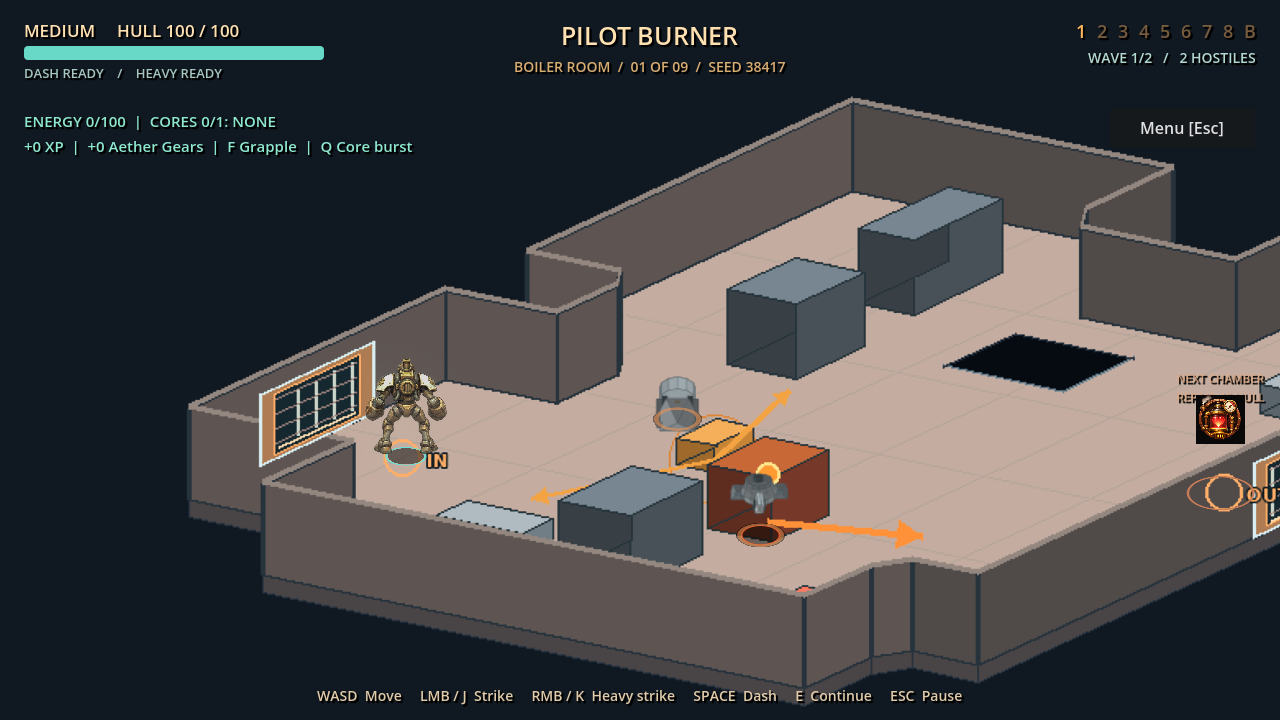 MEDIUM HULL 100 / 100
DASH READY / HEAVY READY
ENERGY 0/100 | CORES 0/1: NONE
+0 XP | +0 Aether Gears | F Grapple | Q Core burst
PILOT BURNER
BOILER ROOM / 01 OF 09 / SEED 38417
1 2 3 4 5 6 7 8 B
WAVE 1/2 / 2 HOSTILES
Menu [Esc]
NEXT CHAMBER
IN
WASD Move LMB / J Strike RMB / K Heavy strike SPACE Dash E Continue ESC Pause